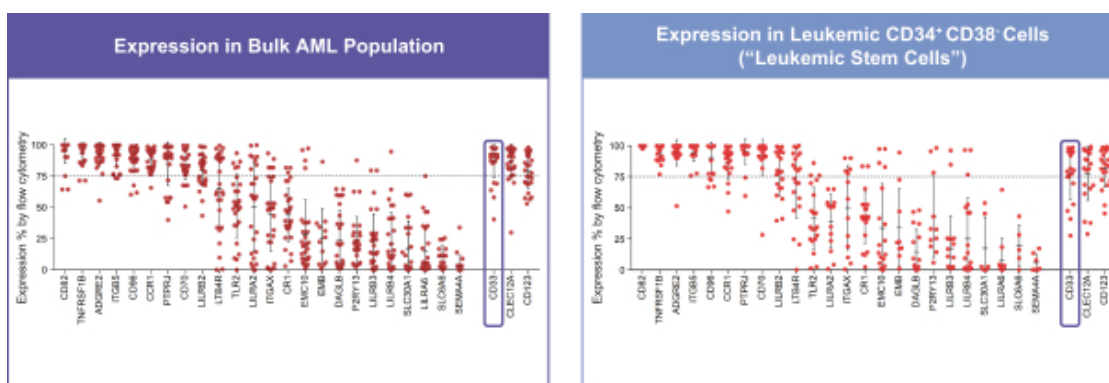 Expression in Bulk AML Population
Expression % by flow cytometry
100
75
50
25
0
CD82
TNFRSF1B
ADGRE2
ITGB5
CD96
CCR1
PTPRJ
CD70
LILRB2
LTB4R
TLR2
LILRA2
ITGAX
CR1
EMC10
EMB
DAGLB
P2RY13
LILRB3
LILRB4
SLC30A1
LILRA6
SLC6A6
SEMA4A
CD33
CLEC12A
CD123
Expression in Leukemic CD34⁺ CD38⁻ Cells
("Leukemic Stem Cells")
Expression % by flow cytometry
100
75
50
25
0
CD82
TNFRSF1B
ADGRE2
ITGB5
CD96
CCR1
PTPRJ
CD70
LILRB2
LTB4R
TLR2
LILRA2
ITGAX
CR1
EMC10
EMB
DAGLB
P2RY13
LILRB3
LILRB4
SLC30A1
LILRA6
SLC6A6
SEMA4A
CD33
CLEC12A
CD123